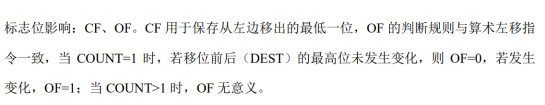 标志位影响：CF、OF。CF 用于保存从左边移出的最低一位，OF 的判断规则与算术左移指
令一致，当 COUNT=1 时，若移位前后（DEST）的最高位未发生变化，则 OF=0，若发生
变化，OF=1；当 COUNT>1 时，OF 无意义。